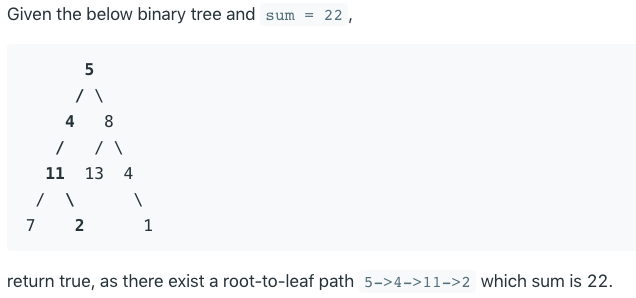 Given the below binary tree and sum = 22,
5
/ \
4 8
/ / \
11 13 4
/ \ \
7 2 1
return true, as there exist a root-to-leaf path 5->4->11->2 which sum is 22.